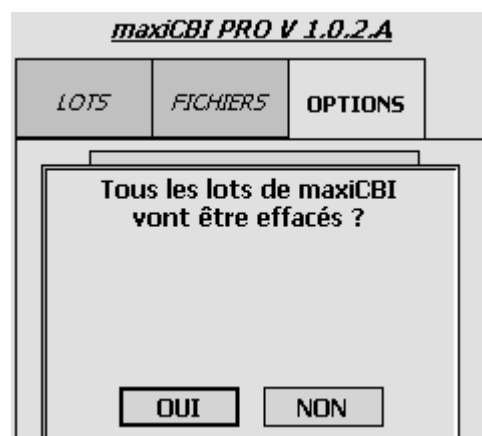 maxiCBI PRO V 1.0.2.A
LOTS FICHIERS OPTIONS
Tous les lots de maxiCBI
vont être effacés ?
OUI NON